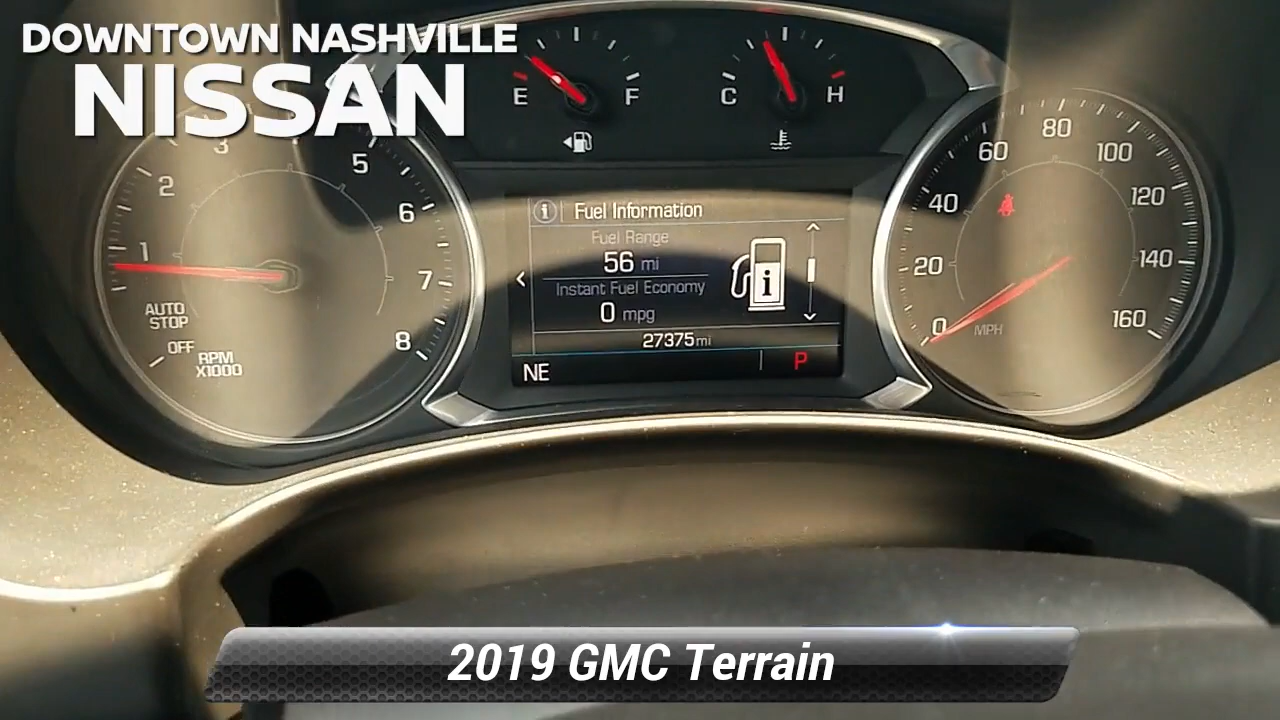 DOWNTOWN NASHVILLE
NISSAN
E F
C H
1 2 3 5 6 7 8
AUTO
STOP
OFF
RPM
X1000
Fuel Information
Fuel Range
56 mi
Instant Fuel Economy
0 mpg
27375 mi
NE P
0 20 40 60 80 100 120 140 160
MPH
2019 GMC Terrain